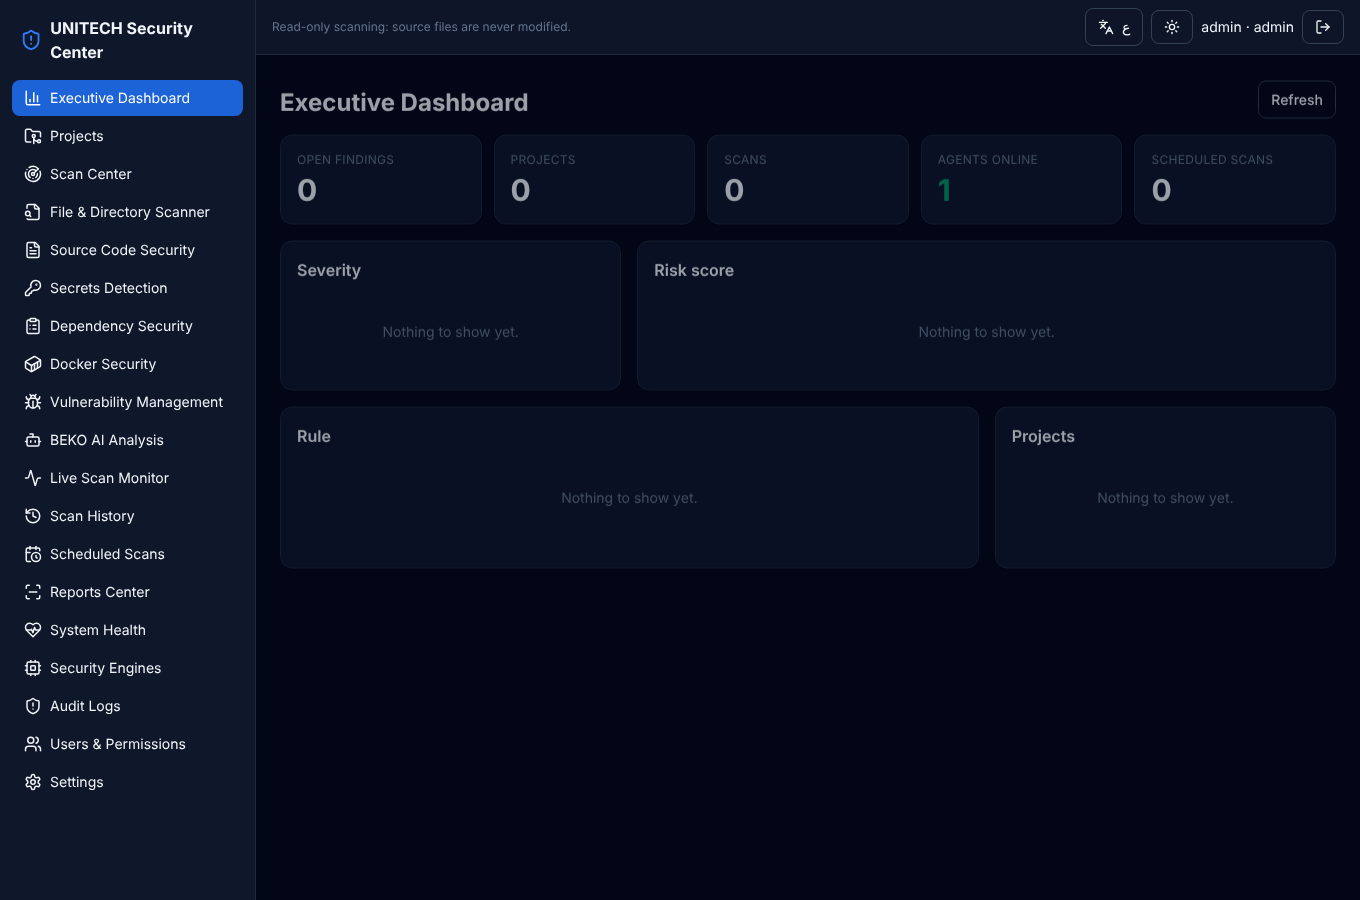 UNITECH Security
Center
Executive Dashboard
Projects
Scan Center
File & Directory Scanner
Source Code Security
Secrets Detection
Dependency Security
Docker Security
Vulnerability Management
BEKO AI Analysis
Live Scan Monitor
Scan History
Scheduled Scans
Reports Center
System Health
Security Engines
Audit Logs
Users & Permissions
Settings
Read-only scanning: source files are never modified.
ع
admin · admin
Executive Dashboard
Refresh
OPEN FINDINGS
0
PROJECTS
0
SCANS
0
AGENTS ONLINE
1
SCHEDULED SCANS
0
Severity
Nothing to show yet.
Risk score
Nothing to show yet.
Rule
Nothing to show yet.
Projects
Nothing to show yet.